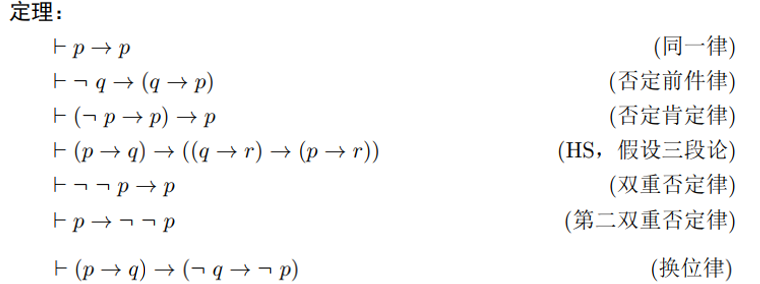 定理：
⊢ p → p (同一律)
⊢ ¬ q → (q → p) (否定前件律)
⊢ (¬ p → p) → p (否定肯定律)
⊢ (p → q) → ((q → r) → (p → r)) (HS，假设三段论)
⊢ ¬ ¬ p → p (双重否定律)
⊢ p → ¬ ¬ p (第二双重否定律)
⊢ (p → q) → (¬ q → ¬ p) (换位律)